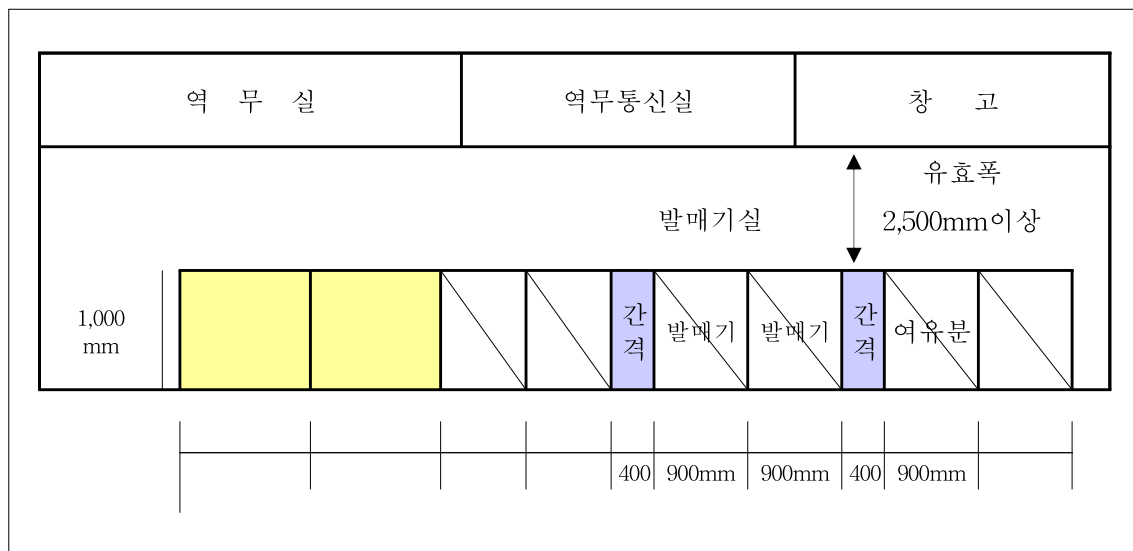 역 무 실
역무통신실
창 고
유효폭
발매기실
2,500mm이상
1,000
mm
간격
발매기
발매기
간격
여유분
400
900mm
900mm
400
900mm